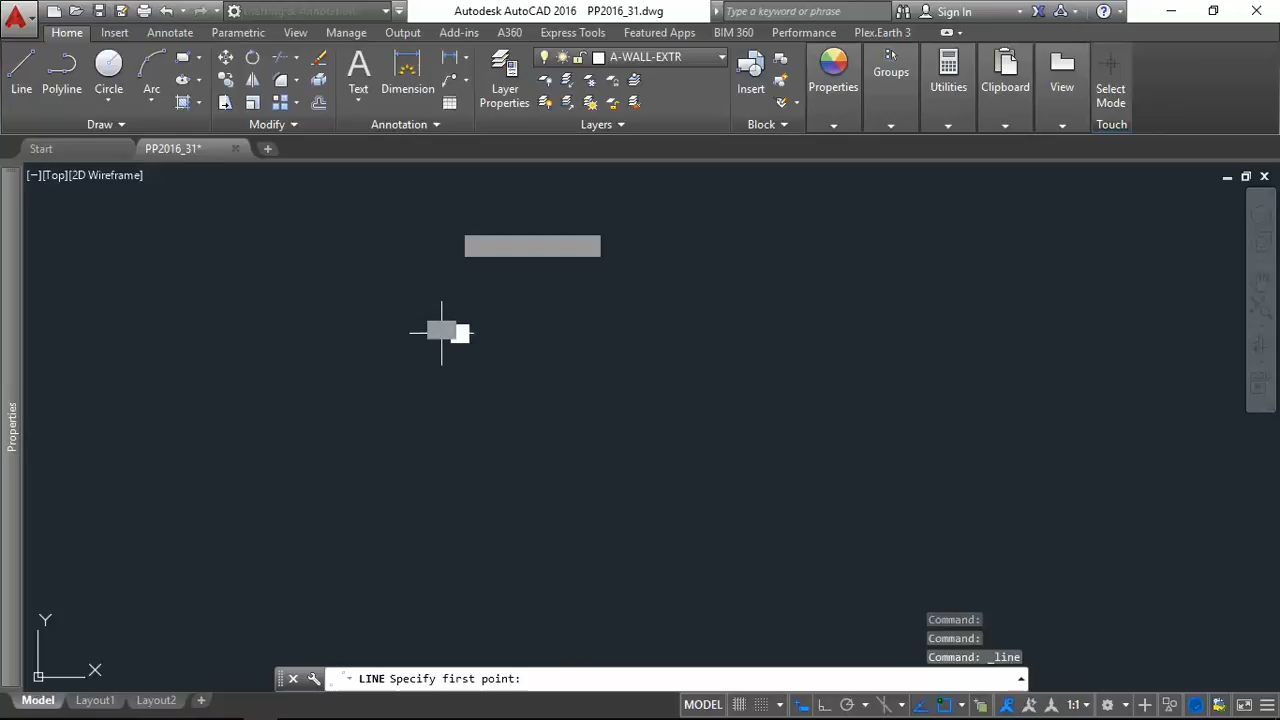 Autodesk AutoCAD 2016 PP2016_31.dwg
Type a keyword or phrase
Sign In
Home Insert Annotate Parametric View Manage Output Add-ins A360 Express Tools Featured Apps BIM 360 Performance Plex.Earth 3
A-WALL-EXTR
Line Polyline Circle Arc
Text Dimension
Layer
Properties
Insert
Properties
Groups
Utilities
Clipboard
View
Select
Mode
Draw Modify Annotation Layers Block Touch
Start PP2016_31*
[−][Top][2D Wireframe]
Properties
Y
X
Command:
Command:
Command: _line
LINE Specify first point:
Model Layout1 Layout2
MODEL
1:1